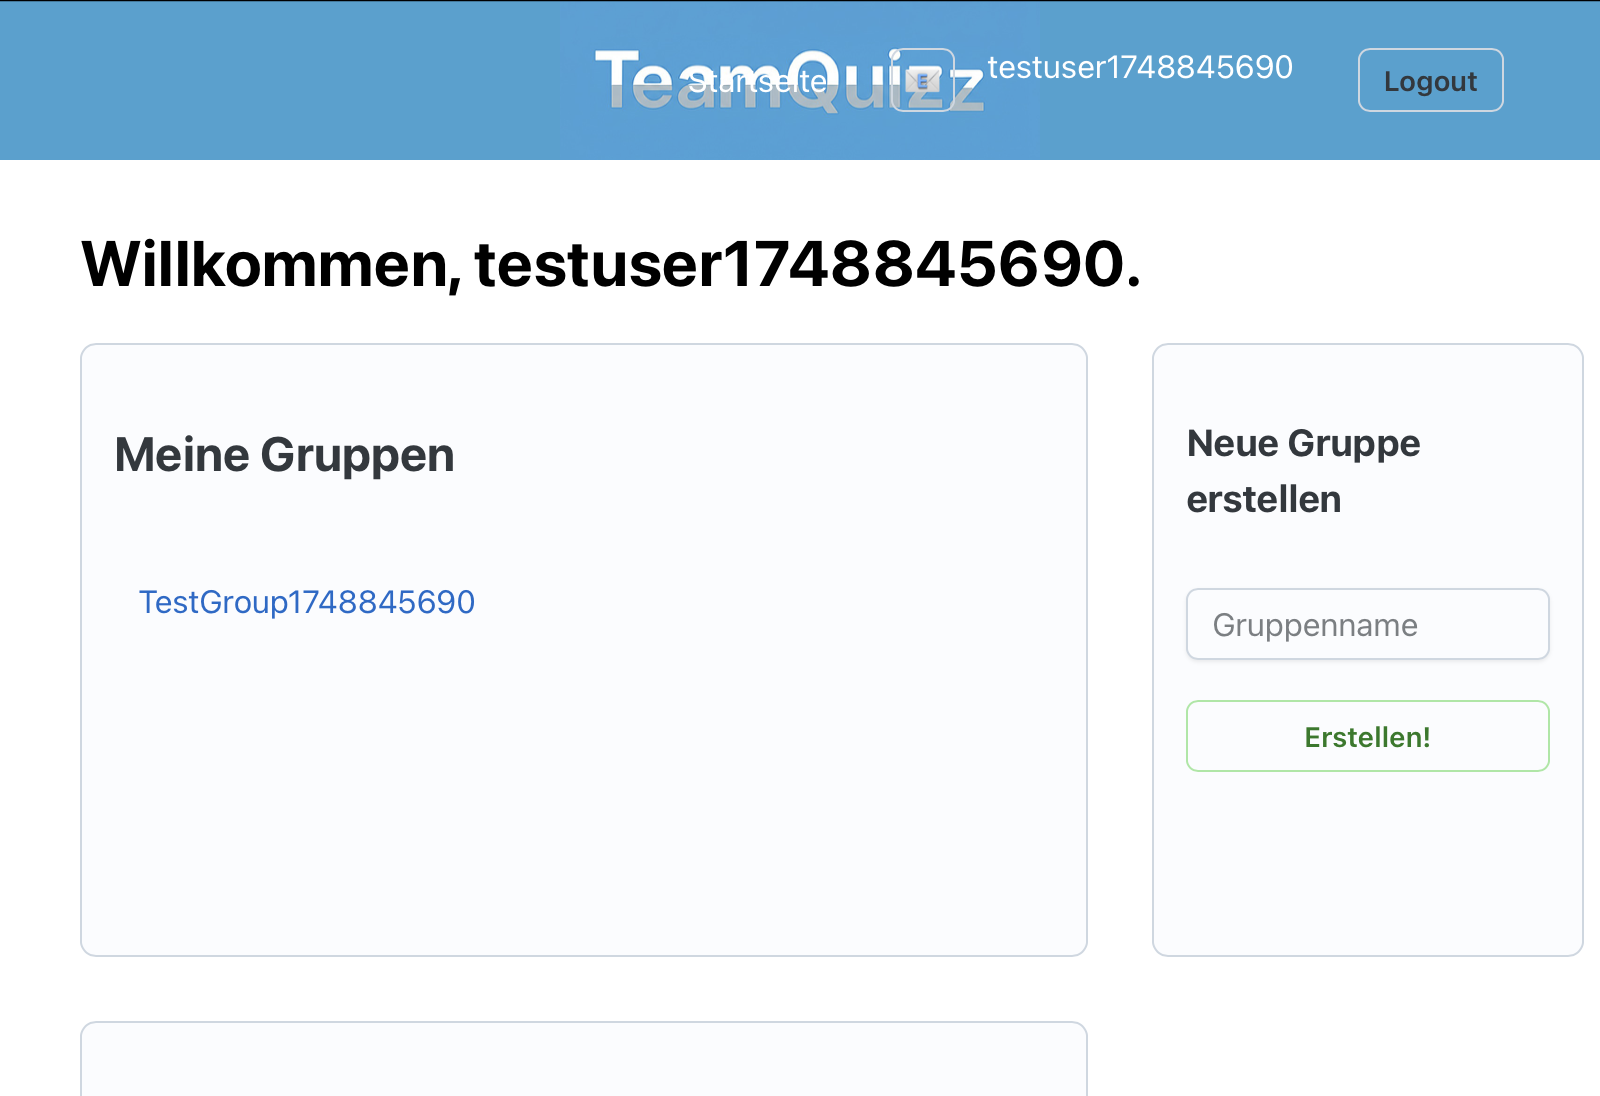 TeamQuizz
Startseite
testuser1748845690
Logout
Willkommen, testuser1748845690.
Meine Gruppen
TestGroup1748845690
Neue Gruppe
erstellen
Gruppenname
Erstellen!